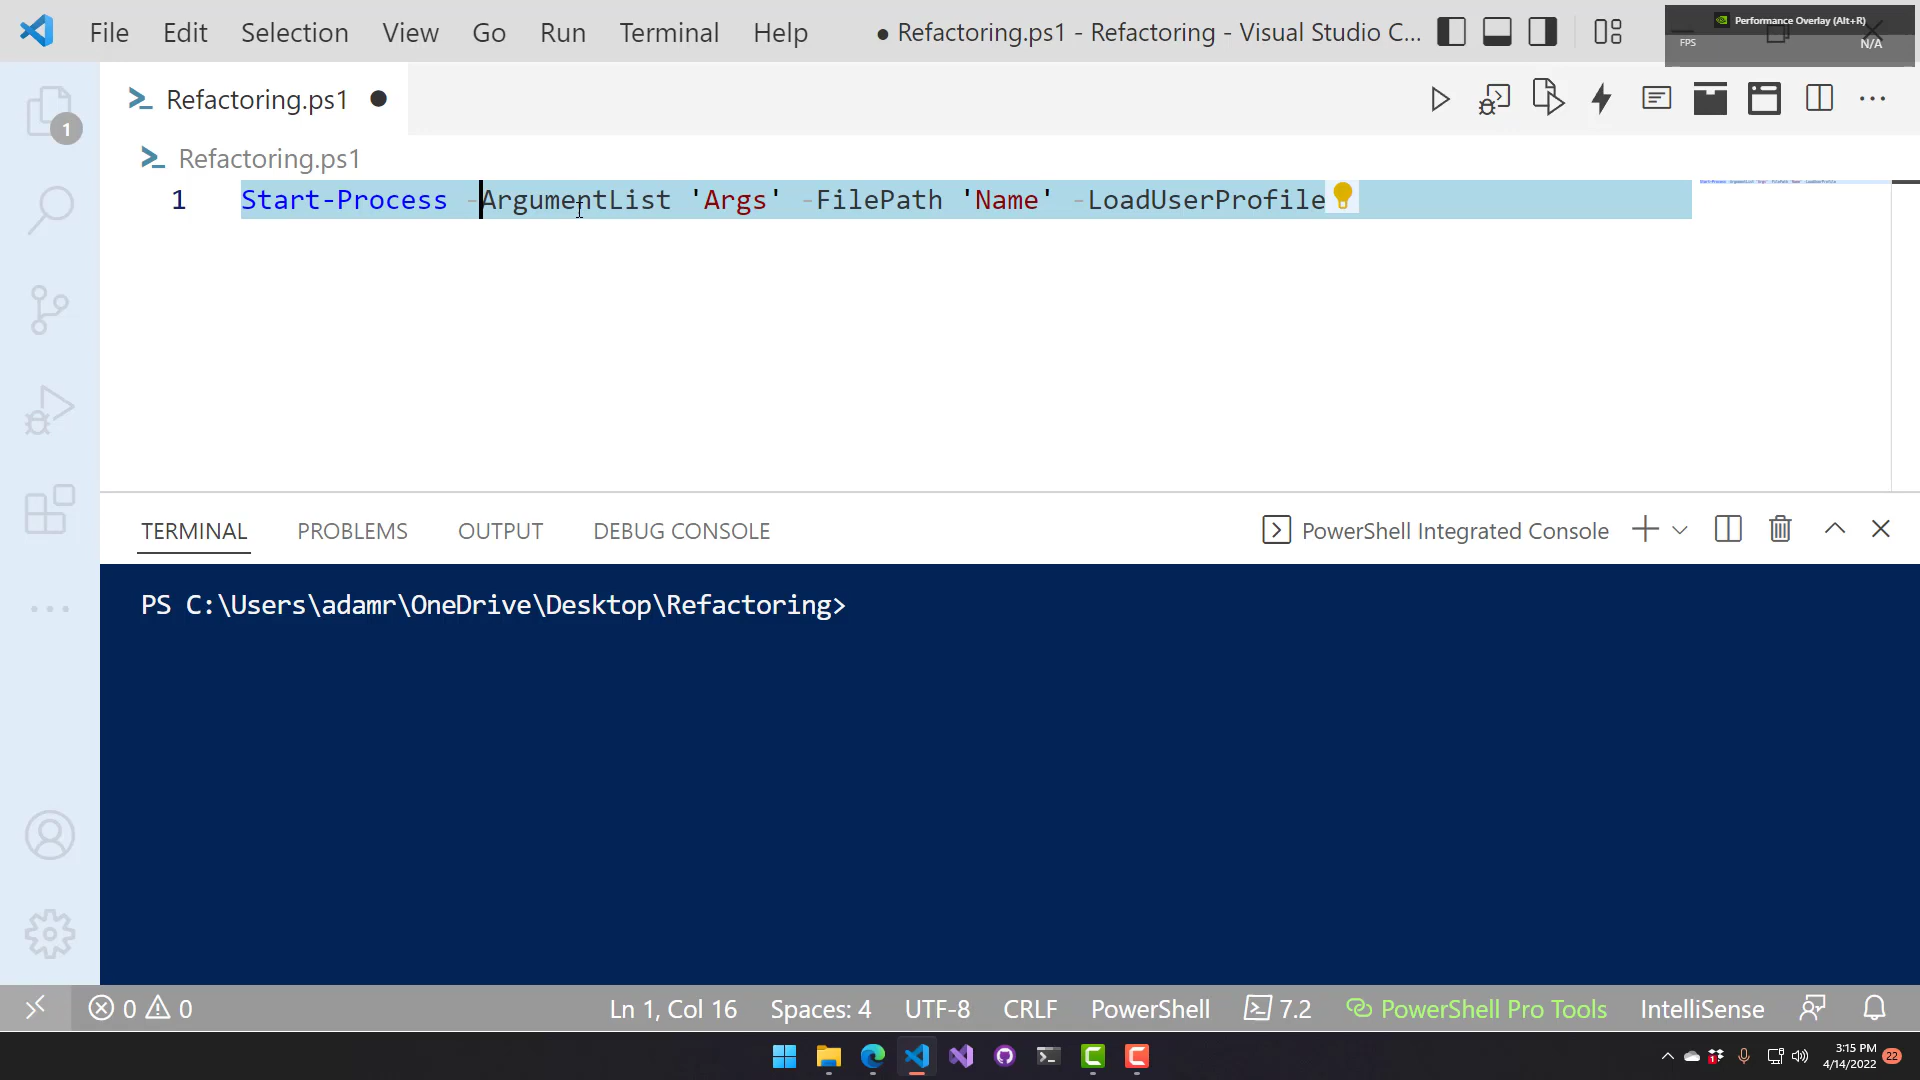 File Edit Selection View Go Run Terminal Help
● Refactoring.ps1 - Refactoring - Visual Studio C...
Performance Overlay (Alt+R)
FPS N/A
Refactoring.ps1
1
Refactoring.ps1
1 Start-Process -ArgumentList 'Args' -FilePath 'Name' -LoadUserProfile
TERMINAL PROBLEMS OUTPUT DEBUG CONSOLE PowerShell Integrated Console
PS C:\Users\adamr\OneDrive\Desktop\Refactoring>
0 0 Ln 1, Col 16 Spaces: 4 UTF-8 CRLF PowerShell 7.2 PowerShell Pro Tools IntelliSense
3:15 PM
4/14/2022 22